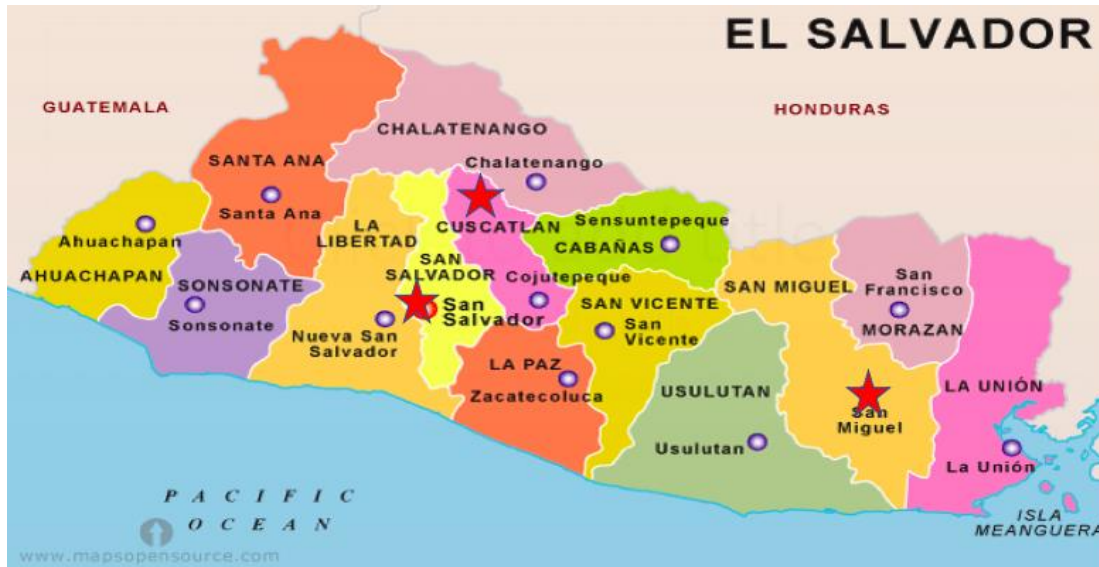 EL SALVADOR
GUATEMALA
HONDURAS
CHALATENANGO
Chalatenango
SANTA ANA
Santa Ana
Ahuachapan
AHUACHAPAN
SONSONATE
Sonsonate
LA
LIBERTAD
Nueva San
Salvador
CUSCATLAN
Cojutepeque
SAN
SALVADOR
San
Salvador
Sensuntepeque
CABAÑAS
SAN VICENTE
San
Vicente
LA PAZ
Zacatecoluca
USULUTAN
Usulutan
SAN MIGUEL
San
Miguel
San
Francisco
MORAZAN
LA UNIÓN
La Unión
ISLA
MEANGUERA
PACIFIC
OCEAN
www.mapsopensource.com